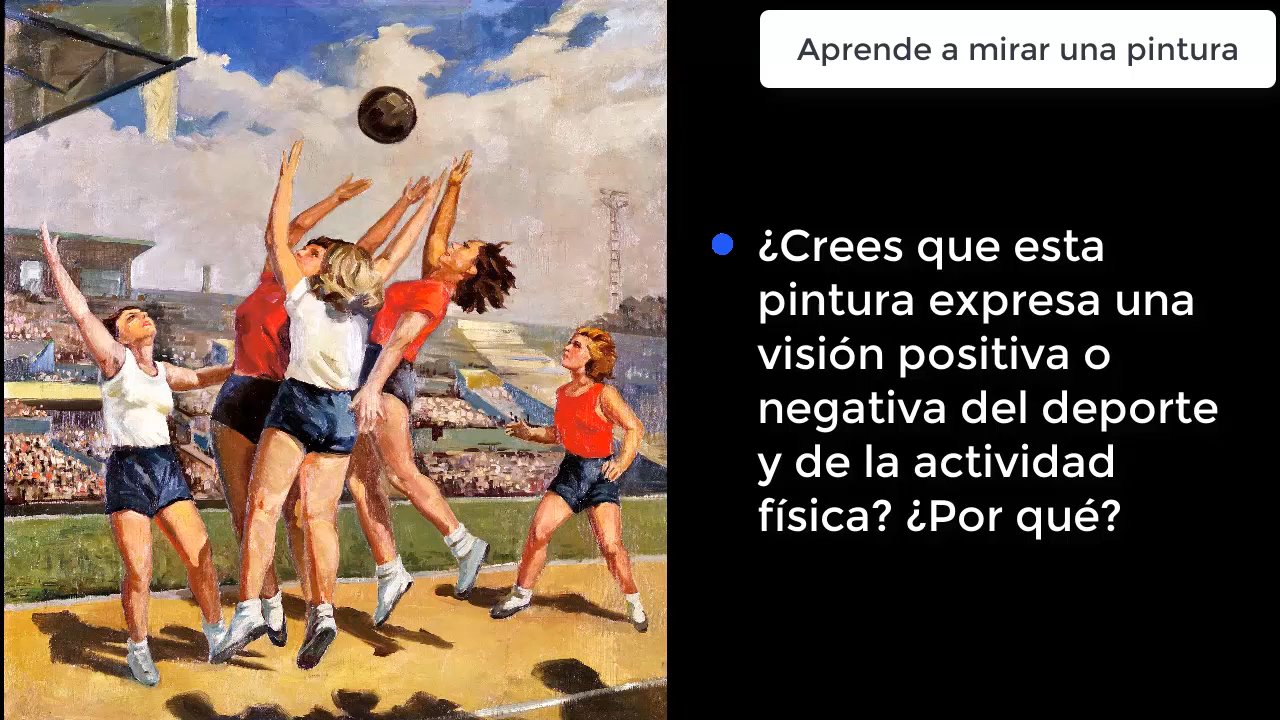 Aprende a mirar una pintura
¿Crees que esta
pintura expresa una
visión positiva o
negativa del deporte
y de la actividad
física? ¿Por qué?